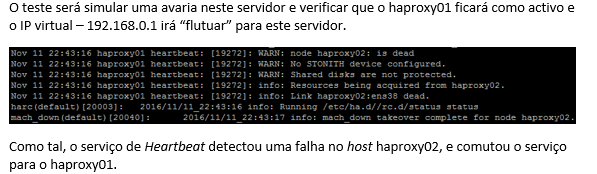 O teste será simular uma avaria neste servidor e verificar que o haproxy01 ficará como activo e
o IP virtual – 192.168.0.1 irá “flutuar” para este servidor.
Nov 11 22:43:16 haproxy01 heartbeat: [19272]: WARN: node haproxy02: is dead
Nov 11 22:43:16 haproxy01 heartbeat: [19272]: WARN: No STONITH device configured.
Nov 11 22:43:16 haproxy01 heartbeat: [19272]: WARN: Shared disks are not protected.
Nov 11 22:43:16 haproxy01 heartbeat: [19272]: info: Resources being acquired from haproxy02.
Nov 11 22:43:16 haproxy01 heartbeat: [19272]: info: Link haproxy02:ens38 dead.
harc(default)[20003]: 2016/11/11_22:43:16 info: Running /etc/ha.d//rc.d/status status
mach_down(default)[20040]: 2016/11/11_22:43:17 info: mach_down takeover complete for node haproxy02.
Como tal, o serviço de Heartbeat detectou uma falha no host haproxy02, e comutou o serviço
para o haproxy01.